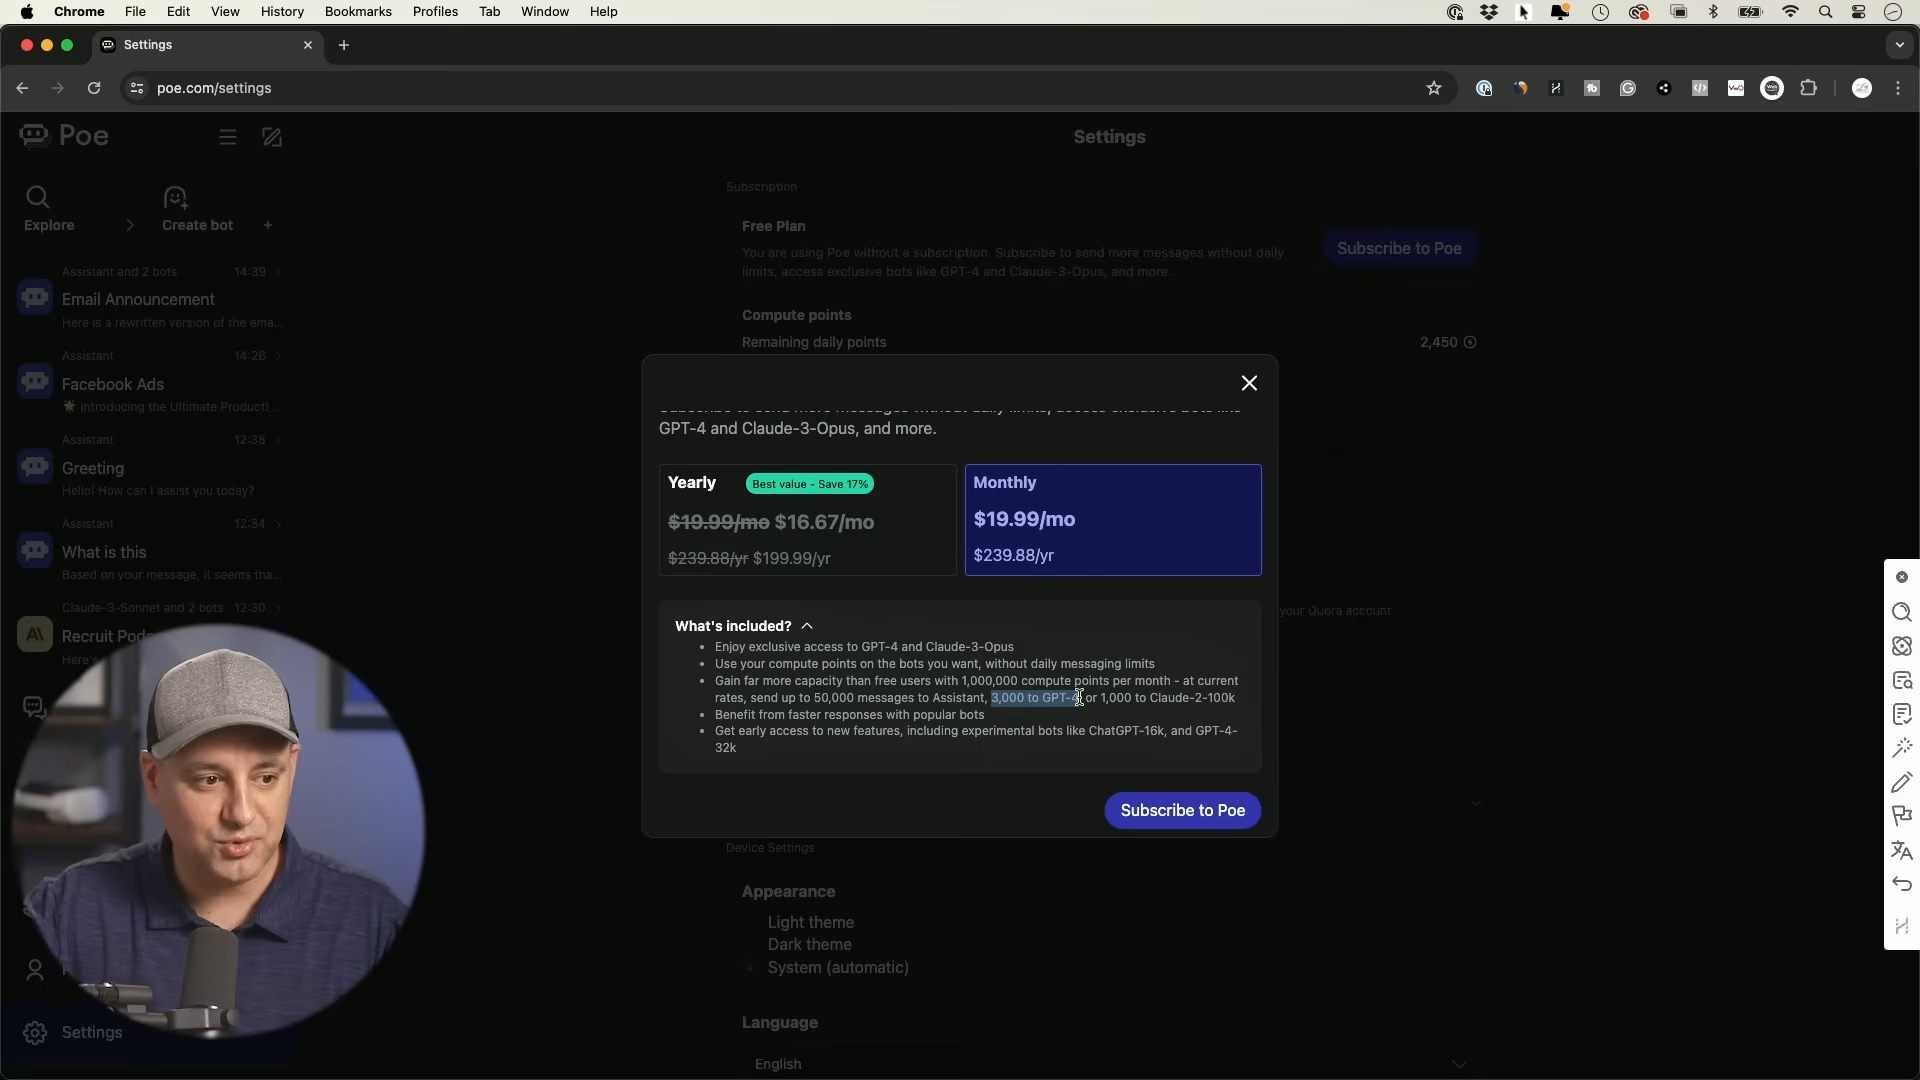 Chrome File Edit View History Bookmarks Profiles Tab Window Help
Settings
poe.com/settings
Poe
Settings
Explore
Create bot
Assistant and 2 bots 14:39
Email Announcement
Here is a rewritten version of the ema...
Assistant 14:26
Facebook Ads
Introducing the Ultimate Product! ...
Assistant 12:38
Greeting
Hello! How can I assist you today?
Assistant 12:34
What is this
Based on your message, it seems tha...
Claude-3-Sonnet and 2 bots 12:30
Recruit
Settings
Subscription
Free Plan
You are using Poe without a subscription. Subscribe to send more messages without daily
limits, access exclusive bots like GPT-4 and Claude-3-Opus, and more.
Subscribe to Poe
Compute points
Remaining daily points 2,450
GPT-4 and Claude-3-Opus, and more.
Yearly Best value - Save 17%
$19.99/mo $16.67/mo
$239.88/yr $199.99/yr
Monthly
$19.99/mo
$239.88/yr
What's included?
• Enjoy exclusive access to GPT-4 and Claude-3-Opus
• Use your compute points on the bots you want, without daily messaging limits
• Gain far more capacity than free users with 1,000,000 compute points per month - at current
rates, send up to 50,000 messages to Assistant, 3,000 to GPT-4, or 1,000 to Claude-2-100k
• Benefit from faster responses with popular bots
• Get early access to new features, including experimental bots like ChatGPT-16k, and GPT-4-
32k
Subscribe to Poe
your Quora account
Device Settings
Appearance
Light theme
Dark theme
System (automatic)
Language
English